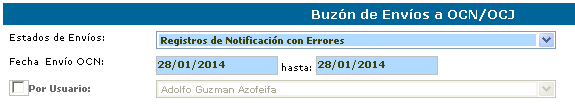 Buzón de Envíos a OCN/OCJ
Estados de Envíos: Registros de Notificación con Errores
Fecha Envío OCN: 28/01/2014 hasta: 28/01/2014
Por Usuario: Adolfo Guzman Azofeifa